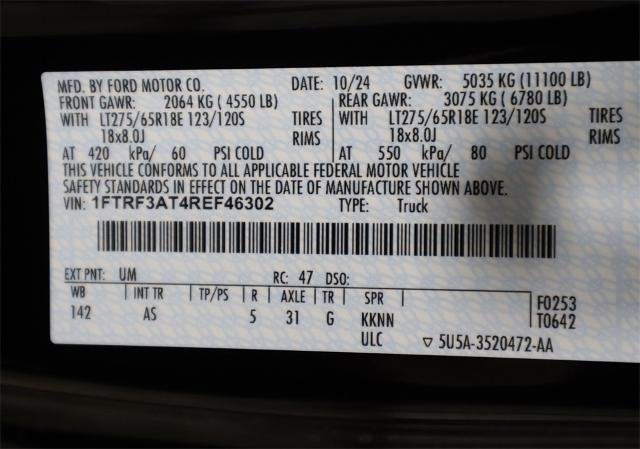 MFD. BY FORD MOTOR CO. DATE: 10/24 GVWR: 5035 KG (11100 LB)
FRONT GAWR: 2064 KG ( 4550 LB) REAR GAWR: 3075 KG ( 6780 LB)
WITH LT275/65R18E 123/120S TIRES WITH LT275/65R18E 123/120S TIRES
18x8.0J RIMS 18x8.0J RIMS
AT 420 kPa/ 60 PSI COLD AT 550 kPa/ 80 PSI COLD
THIS VEHICLE CONFORMS TO ALL APPLICABLE FEDERAL MOTOR VEHICLE
SAFETY STANDARDS IN EFFECT ON THE DATE OF MANUFACTURE SHOWN ABOVE.
VIN: 1FTRF3AT4REF46302 TYPE: Truck
EXT PNT: UM RC: 47 DSO:
WB INT TR TP/PS R AXLE TR SPR F0253
142 AS 5 31 G KKNN T0642
ULC ▽ 5U5A-3520472-AA